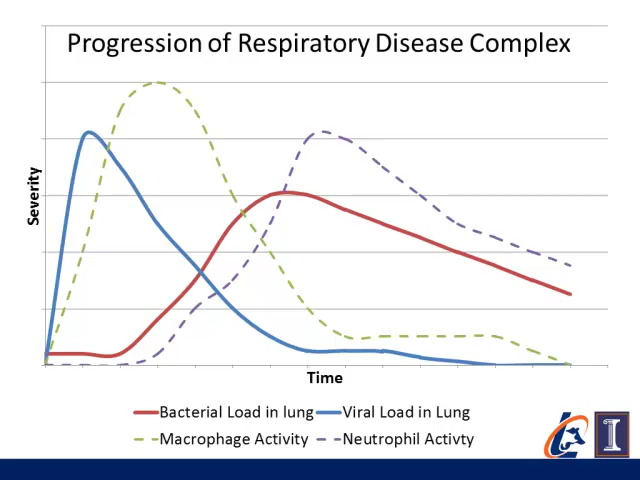 Progression of Respiratory Disease Complex
Severity
Time
Bacterial Load in lung
Viral Load in Lung
Macrophage Activity
Neutrophil Activty
I